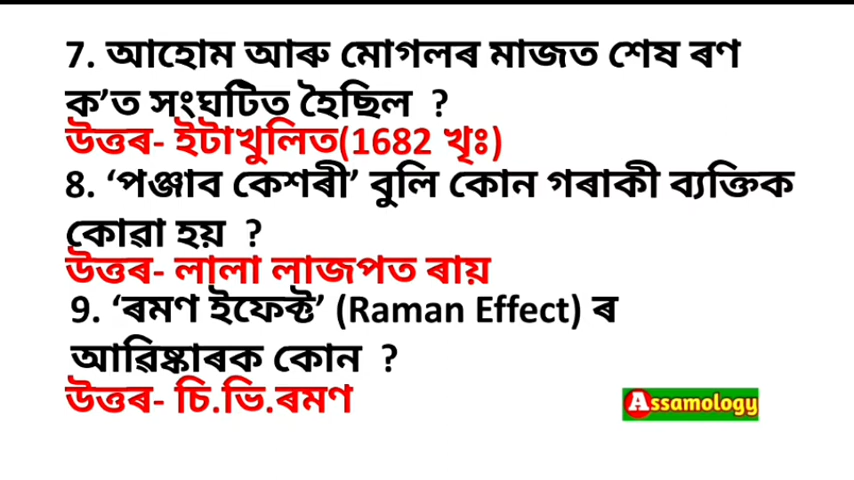 7. আহোম আৰু মোগলৰ মাজত শেষ ৰণ
ক’ত সংঘটিত হৈছিল ?
উত্তৰ- ইটাখুলিত(1682 খৃঃ)
8. ‘পঞ্জাব কেশৰী’ বুলি কোন গৰাকী ব্যক্তিক
কোৱা হয় ?
উত্তৰ- লালা লাজপত ৰায়
9. ‘ৰমণ ইফেক্ট’ (Raman Effect) ৰ
আৱিষ্কাৰক কোন ?
উত্তৰ- চি.ভি.ৰমণ
Assamology